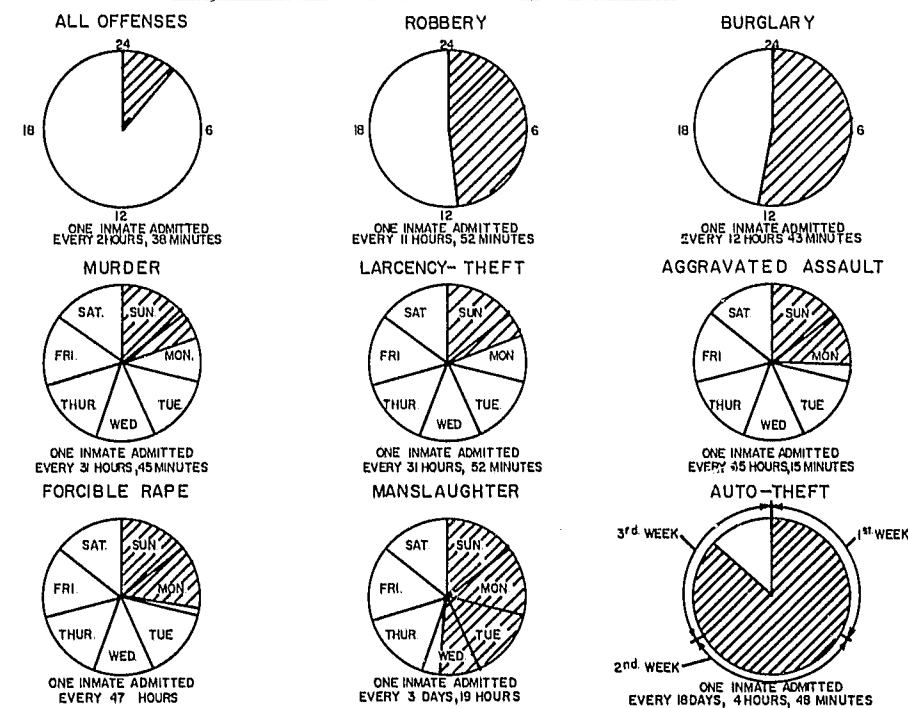 ALL OFFENSES
24
18
6
12
ONE INMATE ADMITTED
EVERY 2 HOURS, 38 MINUTES
ROBBERY
24
18
6
12
ONE INMATE ADMITTED
EVERY 11 HOURS, 52 MINUTES
BURGLARY
24
18
6
12
ONE INMATE ADMITTED
EVERY 12 HOURS 43 MINUTES
MURDER
SAT. SUN.
FRI. MON.
THUR. TUE.
WED
ONE INMATE ADMITTED
EVERY 31 HOURS, 45 MINUTES
LARCENCY-THEFT
SAT. SUN
FRI MON
THUR. TUE.
WED
ONE INMATE ADMITTED
EVERY 31 HOURS, 52 MINUTES
AGGRAVATED ASSAULT
SAT SUN
FRI MON
THUR TUE
WED
ONE INMATE ADMITTED
EVERY HOURS, 15 MINUTES
FORCIBLE RAPE
SAT. SUN.
FRI. MON.
THUR. TUE
WED.
ONE INMATE ADMITTED
EVERY 47 HOURS
MANSLAUGHTER
SAT. SUN.
FRI. MON
THUR. TUE
WED.
ONE INMATE ADMITTED
EVERY 3 DAYS, 19 HOURS
AUTO-THEFT
3rd. WEEK
1st. WEEK
2nd. WEEK
ONE INMATE ADMITTED
EVERY 18 DAYS, 4 HOURS, 48 MINUTES